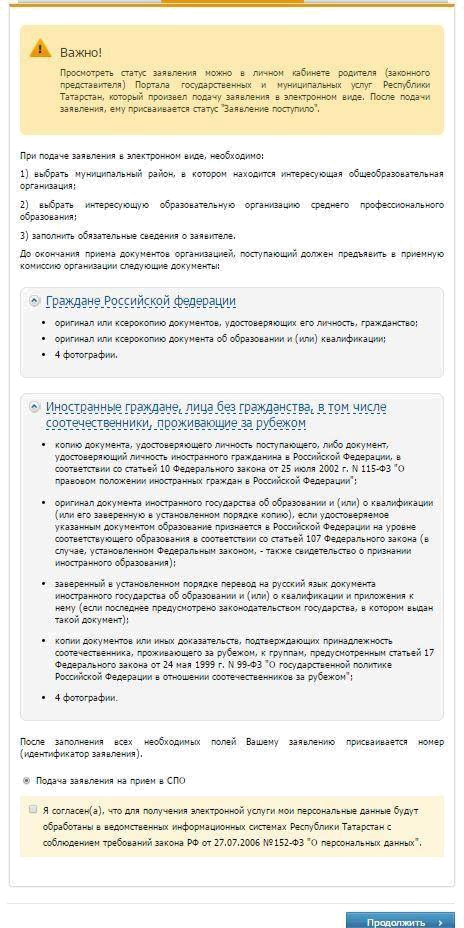 Важно!
Просмотреть статус заявления можно в личном кабинете родителя (законного
представителя) Портала государственных и муниципальных услуг Республики
Татарстан, который произвел подачу заявления в электронном виде. После подачи
заявления, ему присваивается статус "Заявление поступило".
При подаче заявления в электронном виде, необходимо:
1) выбрать муниципальный район, в котором находится интересующая общеобразовательная
организация;
2) выбрать интересующую образовательную организацию среднего профессионального
образования;
3) заполнить обязательные сведения о заявителе.
До окончания приема документов организацией, поступающий должен предъявить в приемную
комиссию организации следующие документы:
Граждане Российской федерации
• оригинал или ксерокопию документов, удостоверяющих его личность, гражданство;
• оригинал или ксерокопию документа об образовании и (или) квалификации;
• 4 фотографии.
Иностранные граждане, лица без гражданства, в том числе
соотечественники, проживающие за рубежом
• копию документа, удостоверяющего личность поступающего, либо документ,
удостоверяющий личность иностранного гражданина в Российской Федерации, в
соответствии со статьей 10 Федерального закона от 25 июля 2002 г. N 115-ФЗ "О
правовом положении иностранных граждан в Российской Федерации";
• оригинал документа иностранного государства об образовании и (или) о квалификации
(или его заверенную в установленном порядке копию), если удостоверяемое
указанным документом образование признается в Российской Федерации на уровне
соответствующего образования в соответствии со статьей 107 Федерального закона (в
случае, установленном Федеральным законом, - также свидетельство о признании
иностранного образования);
• заверенный в установленном порядке перевод на русский язык документа
иностранного государства об образовании и (или) о квалификации и приложения к
нему (если последнее предусмотрено законодательством государства, в котором выдан
такой документ);
• копии документов или иных доказательств, подтверждающих принадлежность
соотечественника, проживающего за рубежом, к группам, предусмотренным статьей 17
Федерального закона от 24 мая 1999 г. N 99-ФЗ "О государственной политике
Российской Федерации в отношении соотечественников за рубежом";
• 4 фотографии.
После заполнения всех необходимых полей Вашему заявлению присваивается номер
(идентификатор заявления).
Подача заявления на прием в СПО
Я согласен(а), что для получения электронной услуги мои персональные данные будут
обработаны в ведомственных информационных системах Республики Татарстан с
соблюдением требований закона РФ от 27.07.2006 №152-ФЗ "О персональных данных".
Продолжить